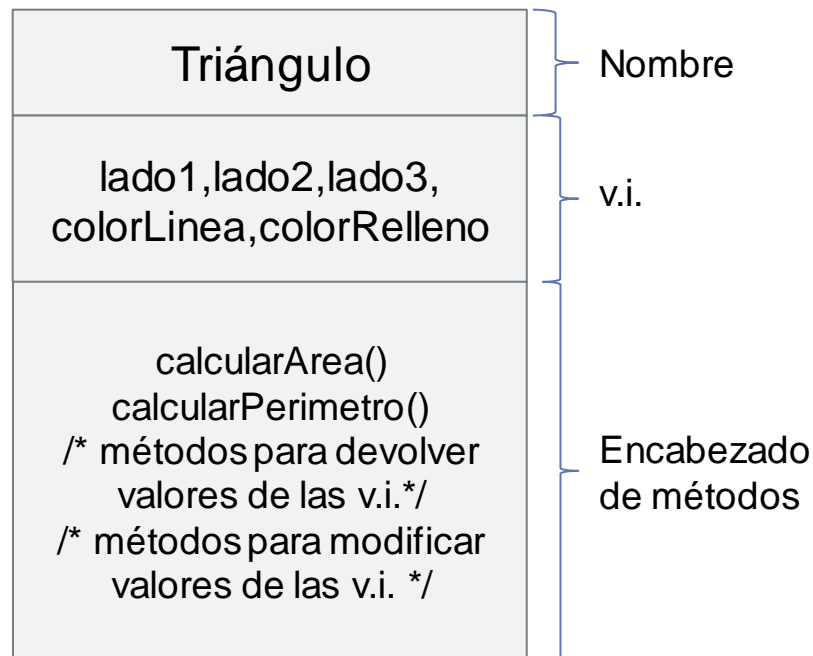 Triángulo
Nombre
lado1,lado2,lado3,
colorLinea,colorRelleno
v.i.
calcularArea()
calcularPerimetro()
/* métodos para devolver
valores de las v.i.*/
/* métodos para modificar
valores de las v.i. */
Encabezado
de métodos